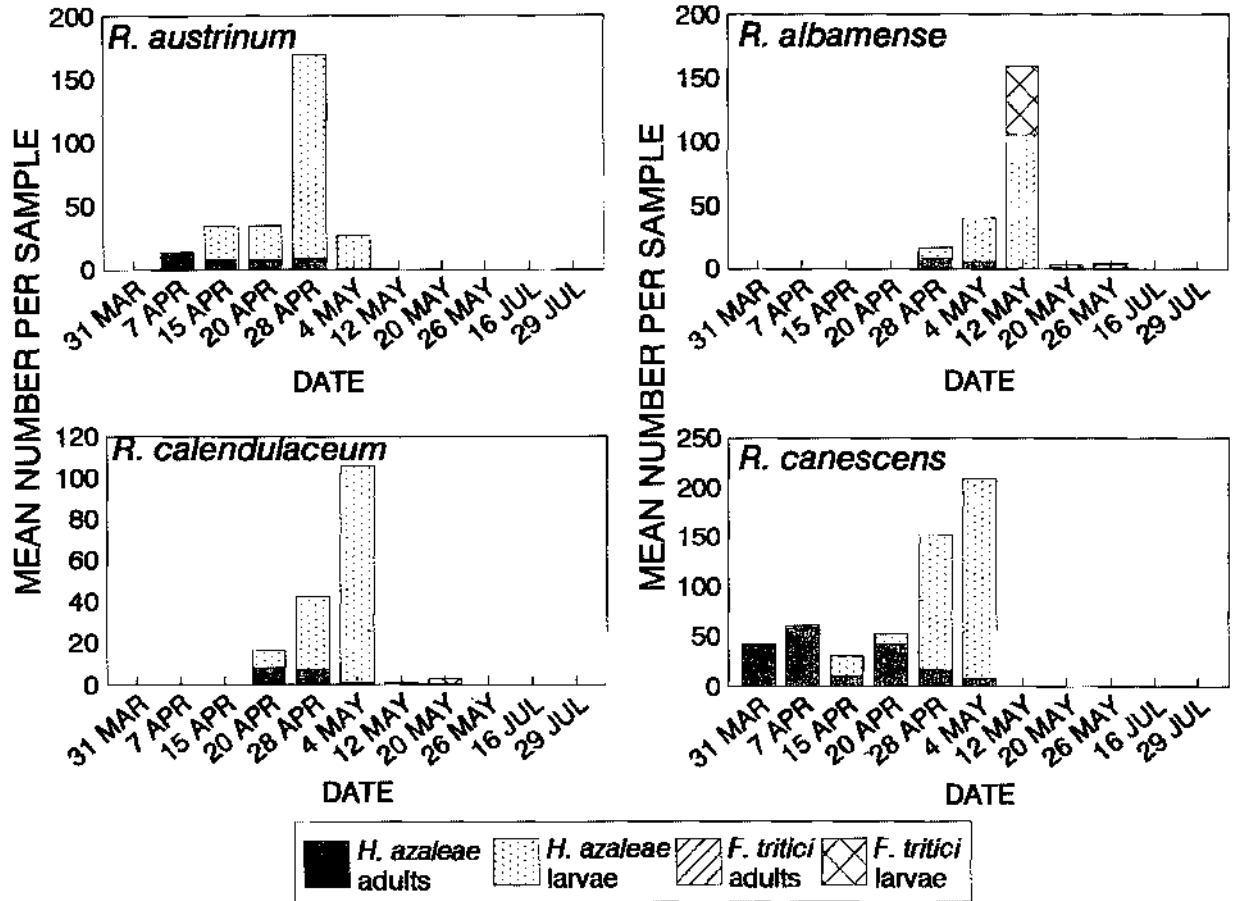 R. austrinum
200
150
100
50
0
MEAN NUMBER PER SAMPLE
31 MAR
7 APR
15 APR
20 APR
28 APR
4 MAY
12 MAY
20 MAY
26 MAY
16 JUL
29 JUL
DATE
R. albamense
200
150
100
50
0
MEAN NUMBER PER SAMPLE
31 MAR
7 APR
15 APR
20 APR
28 APR
4 MAY
12 MAY
20 MAY
26 MAY
16 JUL
29 JUL
DATE
R. calendulaceum
120
100
80
60
40
20
0
31 MAR
7 APR
15 APR
20 APR
28 APR
4 MAY
12 MAY
20 MAY
26 MAY
16 JUL
29 JUL
DATE
R. canescens
250
200
150
100
50
0
31 MAR
7 APR
15 APR
20 APR
28 APR
4 MAY
12 MAY
20 MAY
26 MAY
16 JUL
29 JUL
DATE
H. azaleae
adults
H. azaleae
larvae
F. tritici
adults
F. tritici
larvae